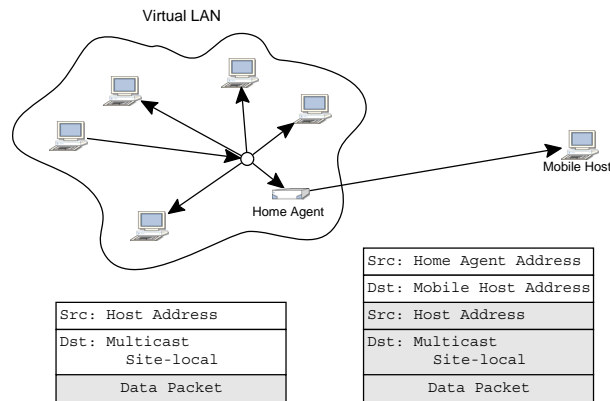 Virtual LAN
Mobile Host
Home Agent
Src: Host Address
Dst: Multicast
Site-local
Data Packet
Src: Home Agent Address
Dst: Mobile Host Address
Src: Host Address
Dst: Multicast
Site-local
Data Packet